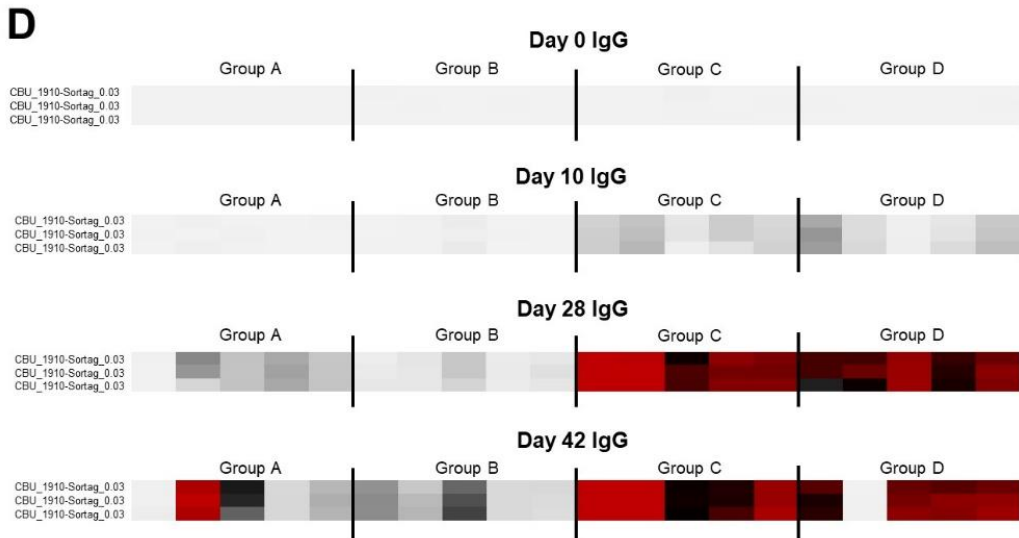 D
Day 0 IgG
Group A Group B Group C Group D
CBU_1910-Sortag_0.03
CBU_1910-Sortag_0.03
CBU_1910-Sortag_0.03
Day 10 IgG
Group A Group B Group C Group D
CBU_1910-Sortag_0.03
CBU_1910-Sortag_0.03
CBU_1910-Sortag_0.03
Day 28 IgG
Group A Group B Group C Group D
CBU_1910-Sortag_0.03
CBU_1910-Sortag_0.03
CBU_1910-Sortag_0.03
Day 42 IgG
Group A Group B Group C Group D
CBU_1910-Sortag_0.03
CBU_1910-Sortag_0.03
CBU_1910-Sortag_0.03